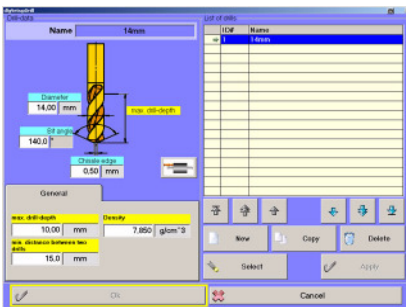 Drill-data
Name
14mm
Diameter
14,00 mm
max. drill-depth
Bit angle
140,0 °
Chissle edge
0,50 mm
General
max. drill-depth
10,00 mm
Density
7,850 g/cm^3
min. distance between two
drills
15,0 mm
Ok
List of drills
ID# Name
1 14mm
New
Copy
Delete
Select
Apply
Cancel